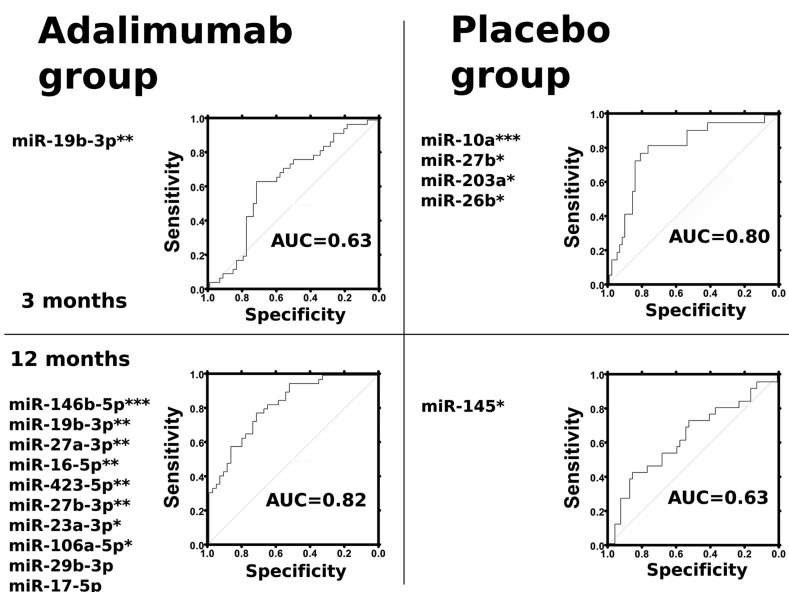 Adalimumab
group
miR-19b-3p**
1.0
0.8
0.6
0.4
0.2
0.0
Sensitivity
AUC=0.63
1.0 0.8 0.6 0.4 0.2 0.0
Specificity
3 months
Placebo
group
miR-10a***
miR-27b*
miR-203a*
miR-26b*
1.0
0.8
0.6
0.4
0.2
0.0
Sensitivity
AUC=0.80
1.0 0.8 0.6 0.4 0.2 0.0
Specificity
12 months
miR-146b-5p***
miR-19b-3p**
miR-27a-3p**
miR-16-5p**
miR-423-5p**
miR-27b-3p**
miR-23a-3p*
miR-106a-5p*
miR-29b-3p
miR-17-5p
1.0
0.8
0.6
0.4
0.2
0.0
Sensitivity
AUC=0.82
1.0 0.8 0.6 0.4 0.2 0.0
Specificity
miR-145*
1.0
0.8
0.6
0.4
0.2
0.0
Sensitivity
AUC=0.63
1.0 0.8 0.6 0.4 0.2 0.0
Specificity